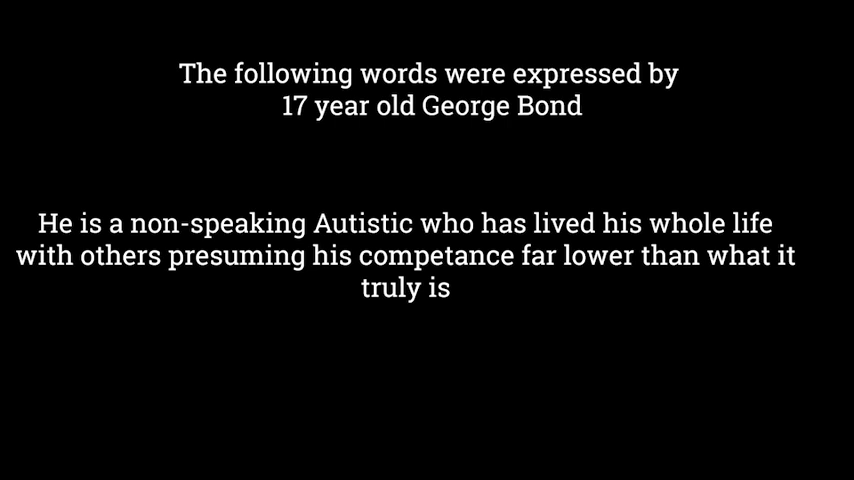 The following words were expressed by
17 year old George Bond
He is a non-speaking Autistic who has lived his whole life
with others presuming his competance far lower than what it
truly is